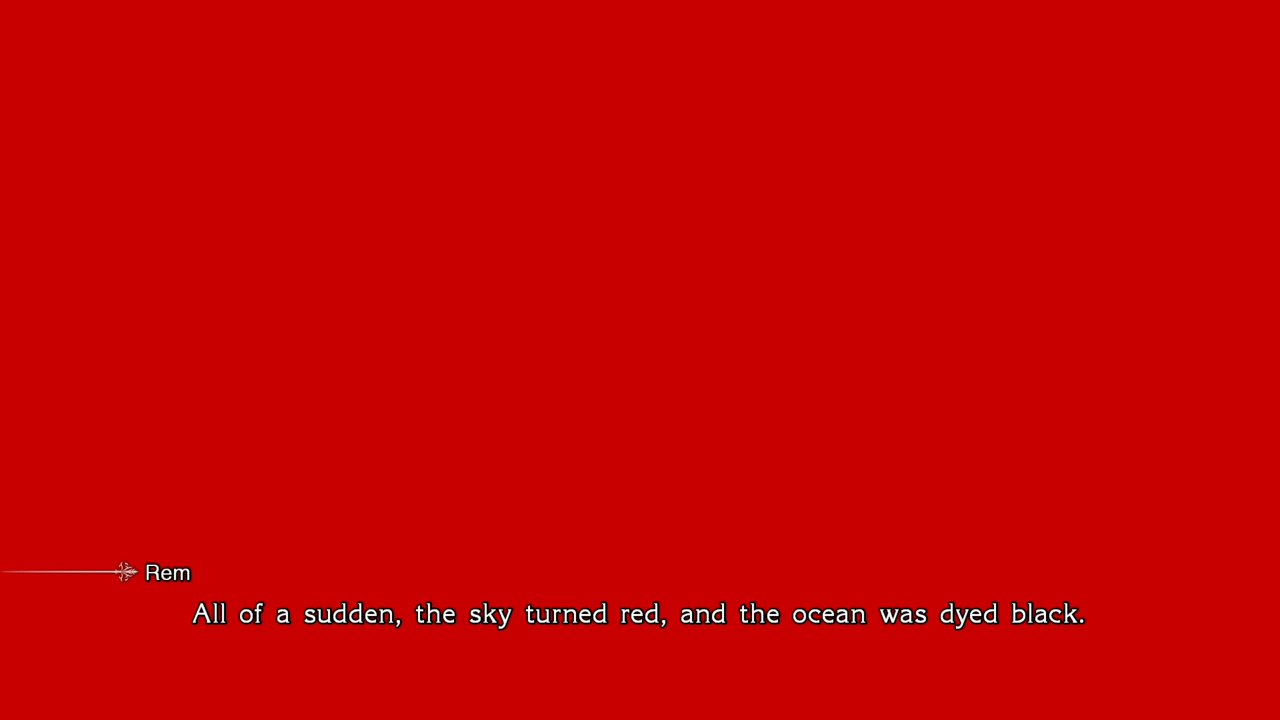 Rem
All of a sudden, the sky turned red, and the ocean was dyed black.